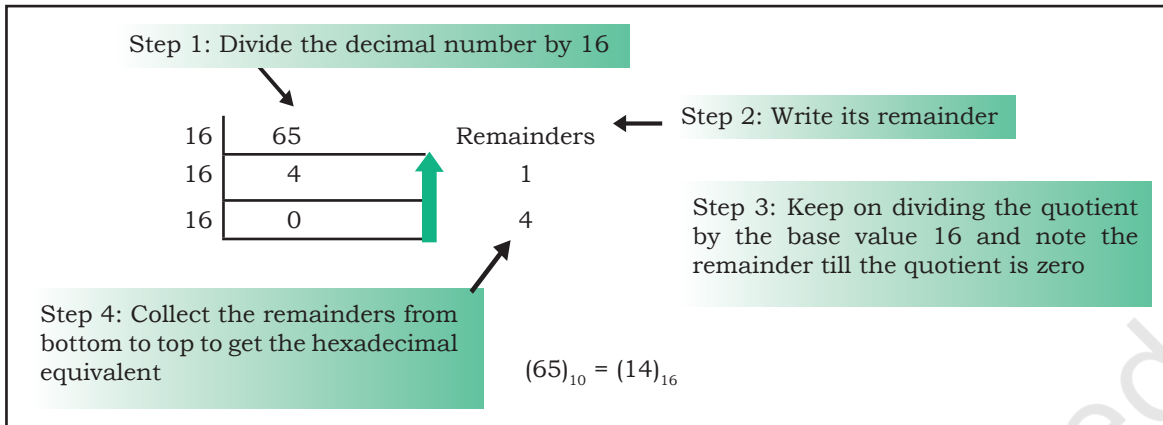 Step 1: Divide the decimal number by 16
Step 2: Write its remainder
16 65 Remainders
16 4 1
16 0 4
Step 3: Keep on dividing the quotient
by the base value 16 and note the
remainder till the quotient is zero
Step 4: Collect the remainders from
bottom to top to get the hexadecimal
equivalent
(65)₁₀ = (14)₁₆